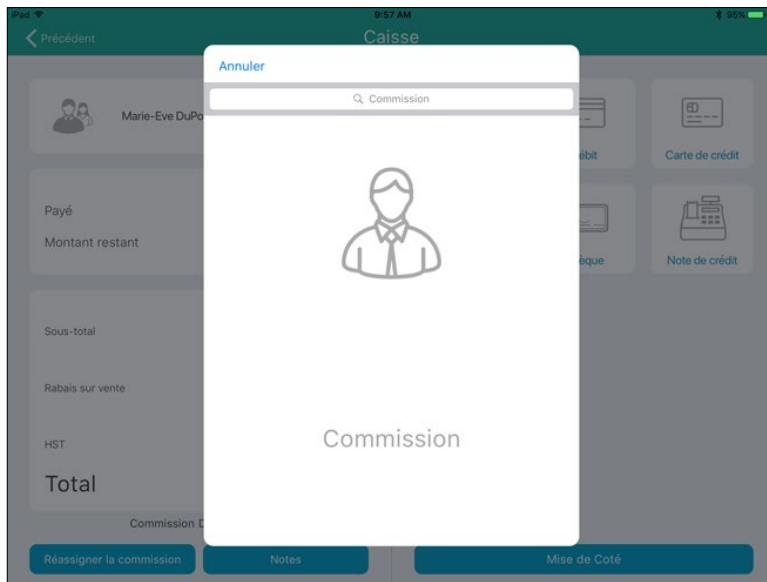 iPad 9:57 AM 95%
Précédent Caisse
Annuler
Commission
Marie-Eve DuPo
ébit Carte de crédit
Payé
Montant restant
èque Note de crédit
Sous-total
Rabais sur vente
HST
Commission
Total
Commission D
Réassigner la commission Notes Mise de Coté